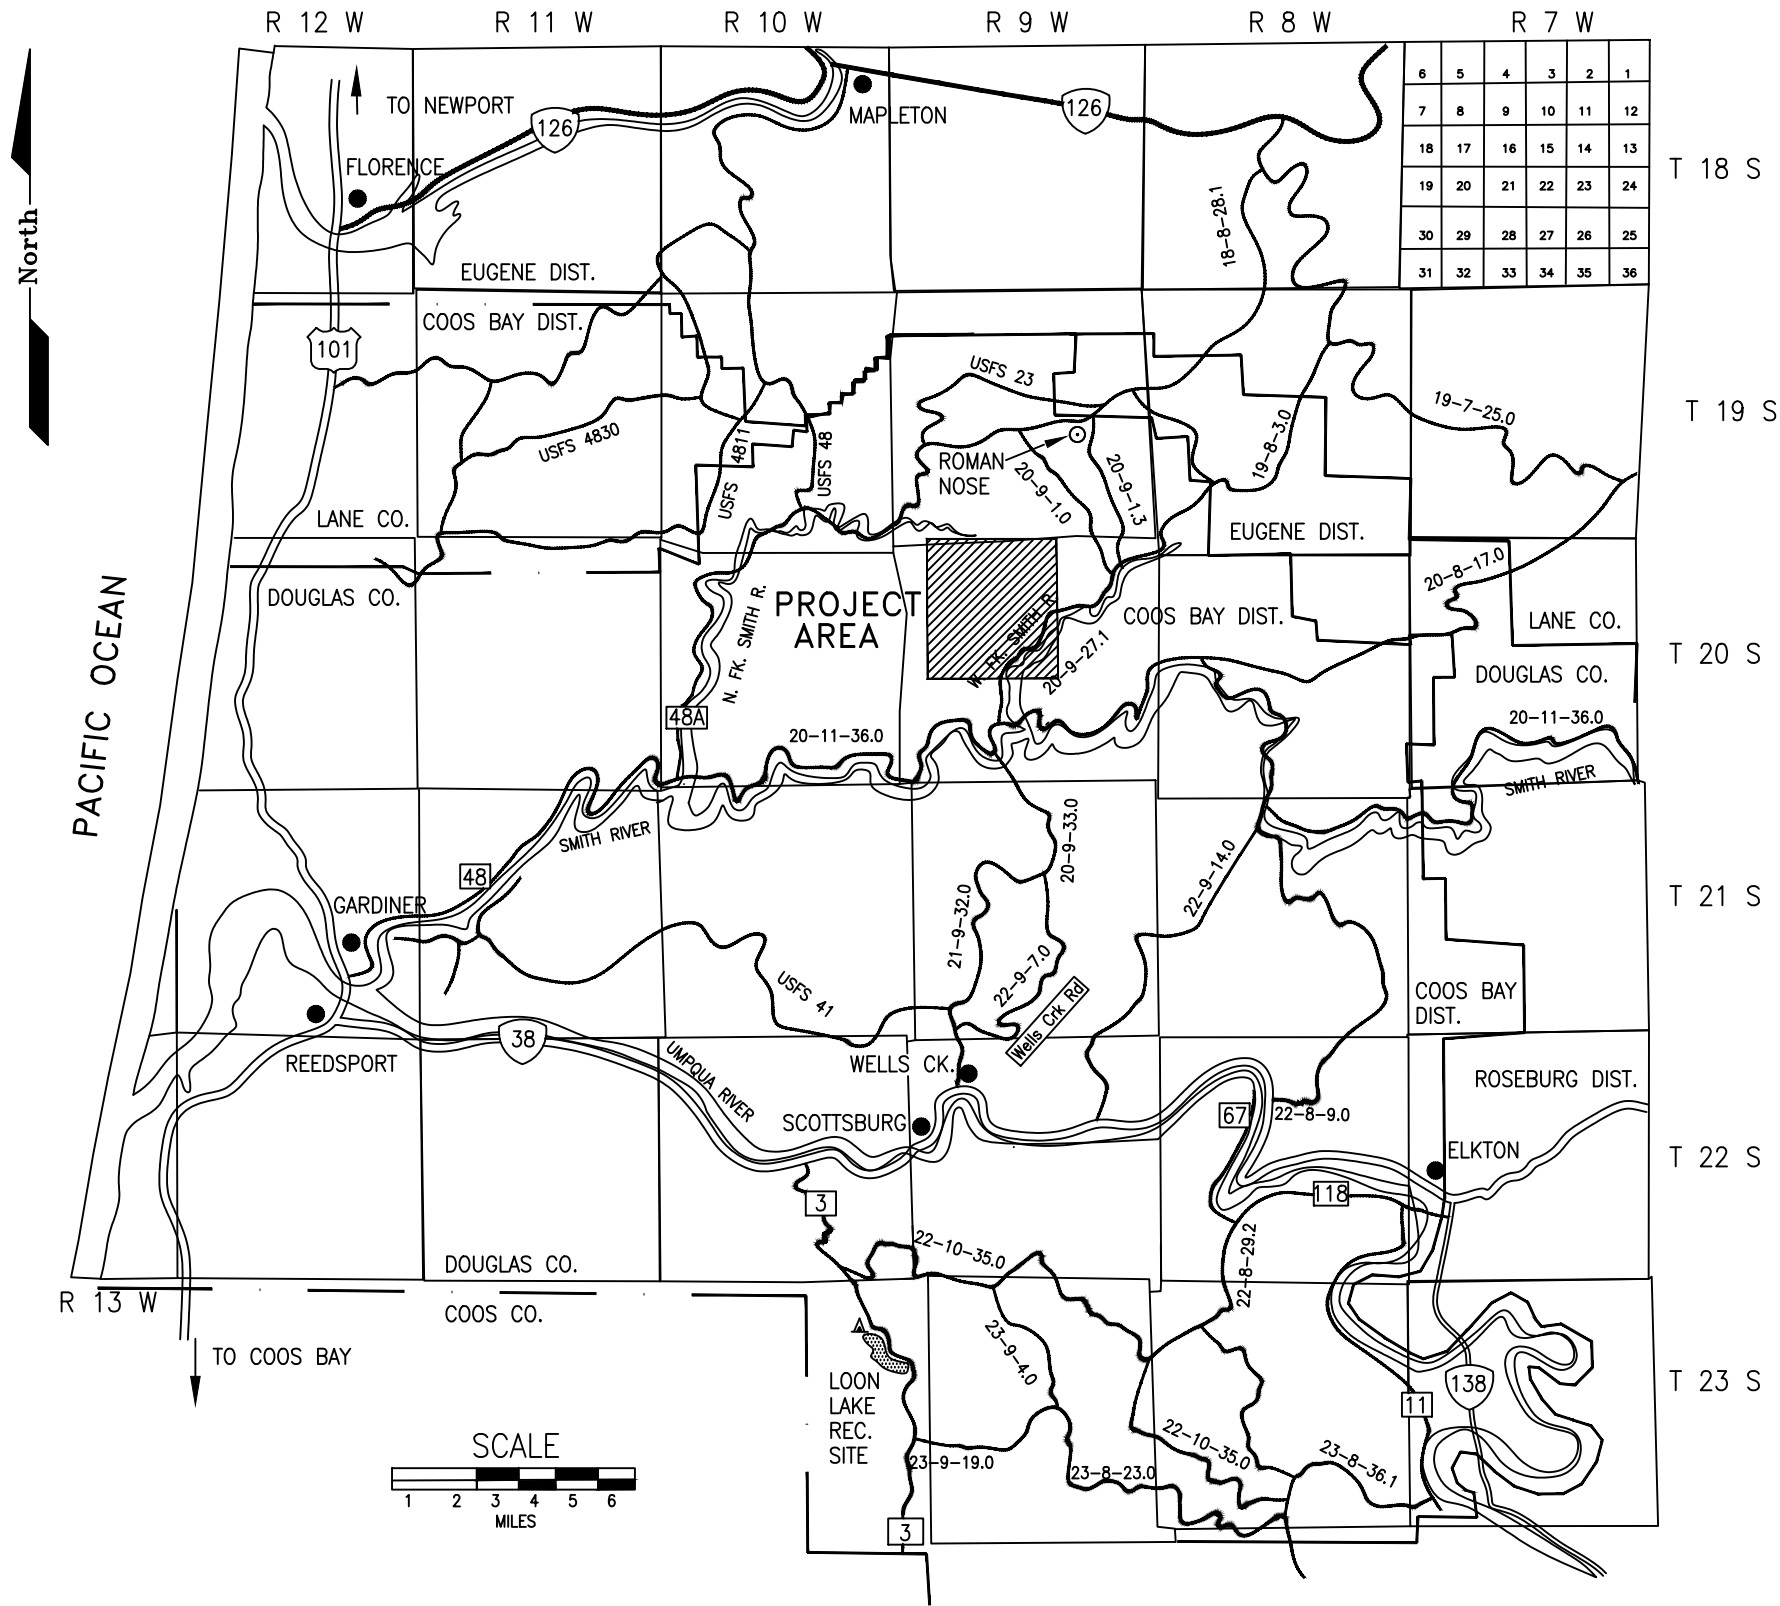 R 12 W
R 11 W
R 10 W
R 9 W
R 8 W
R 7 W
North
TO NEWPORT
126
MAPLETON
126
6 5 4 3 2 1
7 8 9 10 11 12
18 17 16 15 14 13
19 20 21 22 23 24
30 29 28 27 26 25
31 32 33 34 35 36
T 18 S
FLORENCE
18-8-28.1
EUGENE DIST.
COOS BAY DIST.
101
USFS 23
19-7-25.0
T 19 S
USFS 4830
USFS 4811
USFS 48
ROMAN
NOSE
20-9-1.0
20-9-1.3
19-8-3.0
LANE CO.
EUGENE DIST.
DOUGLAS CO.
PACIFIC OCEAN
N. FK. SMITH R.
PROJECT
AREA
W. FK. SMITH R.
20-9-27.1
COOS BAY DIST.
20-8-17.0
LANE CO.
T 20 S
DOUGLAS CO.
48A
20-11-36.0
20-11-36.0
SMITH RIVER
SMITH RIVER
48
20-9-33.0
22-9-14.0
GARDINER
21-9-32.0
T 21 S
USFS 41
22-9-7.0
Wells Crk Rd
COOS BAY
DIST.
38
REEDSPORT
UMPQUA RIVER
WELLS CK.
ROSEBURG DIST.
SCOTTSBURG
67
22-8-9.0
ELKTON
T 22 S
3
118
22-10-35.0
22-8-29.2
DOUGLAS CO.
R 13 W
COOS CO.
TO COOS BAY
23-9-4.0
LOON
LAKE
REC.
SITE
138
T 23 S
11
23-9-19.0
22-10-35.0
23-8-36.1
23-8-23.0
SCALE
1 2 3 4 5 6
MILES
3